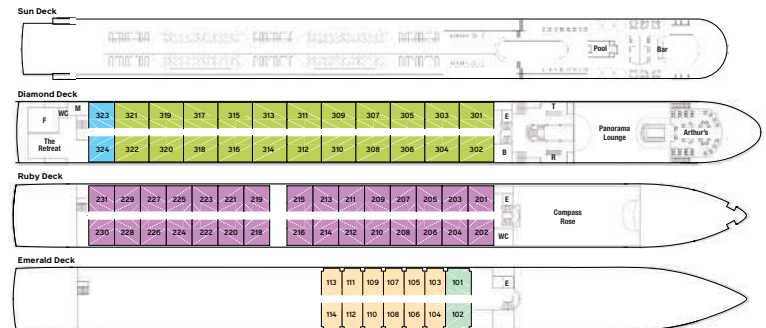 Sun Deck
Pool
Bar
Diamond Deck
M
WC
F
The
Retreat
323 321 319 317 315 313 311 309 307 305 303 301
324 322 320 318 316 314 312 310 308 306 304 302
E
B
T
R
Panorama
Lounge
Arthur's
Ruby Deck
231 229 227 225 223 221 219 215 213 211 209 207 205 203 201
230 228 226 224 222 220 218 216 214 212 210 208 206 204 202
E
WC
Compass
Rose
Emerald Deck
113 111 109 107 105 103 101
114 112 110 108 106 104 102
E